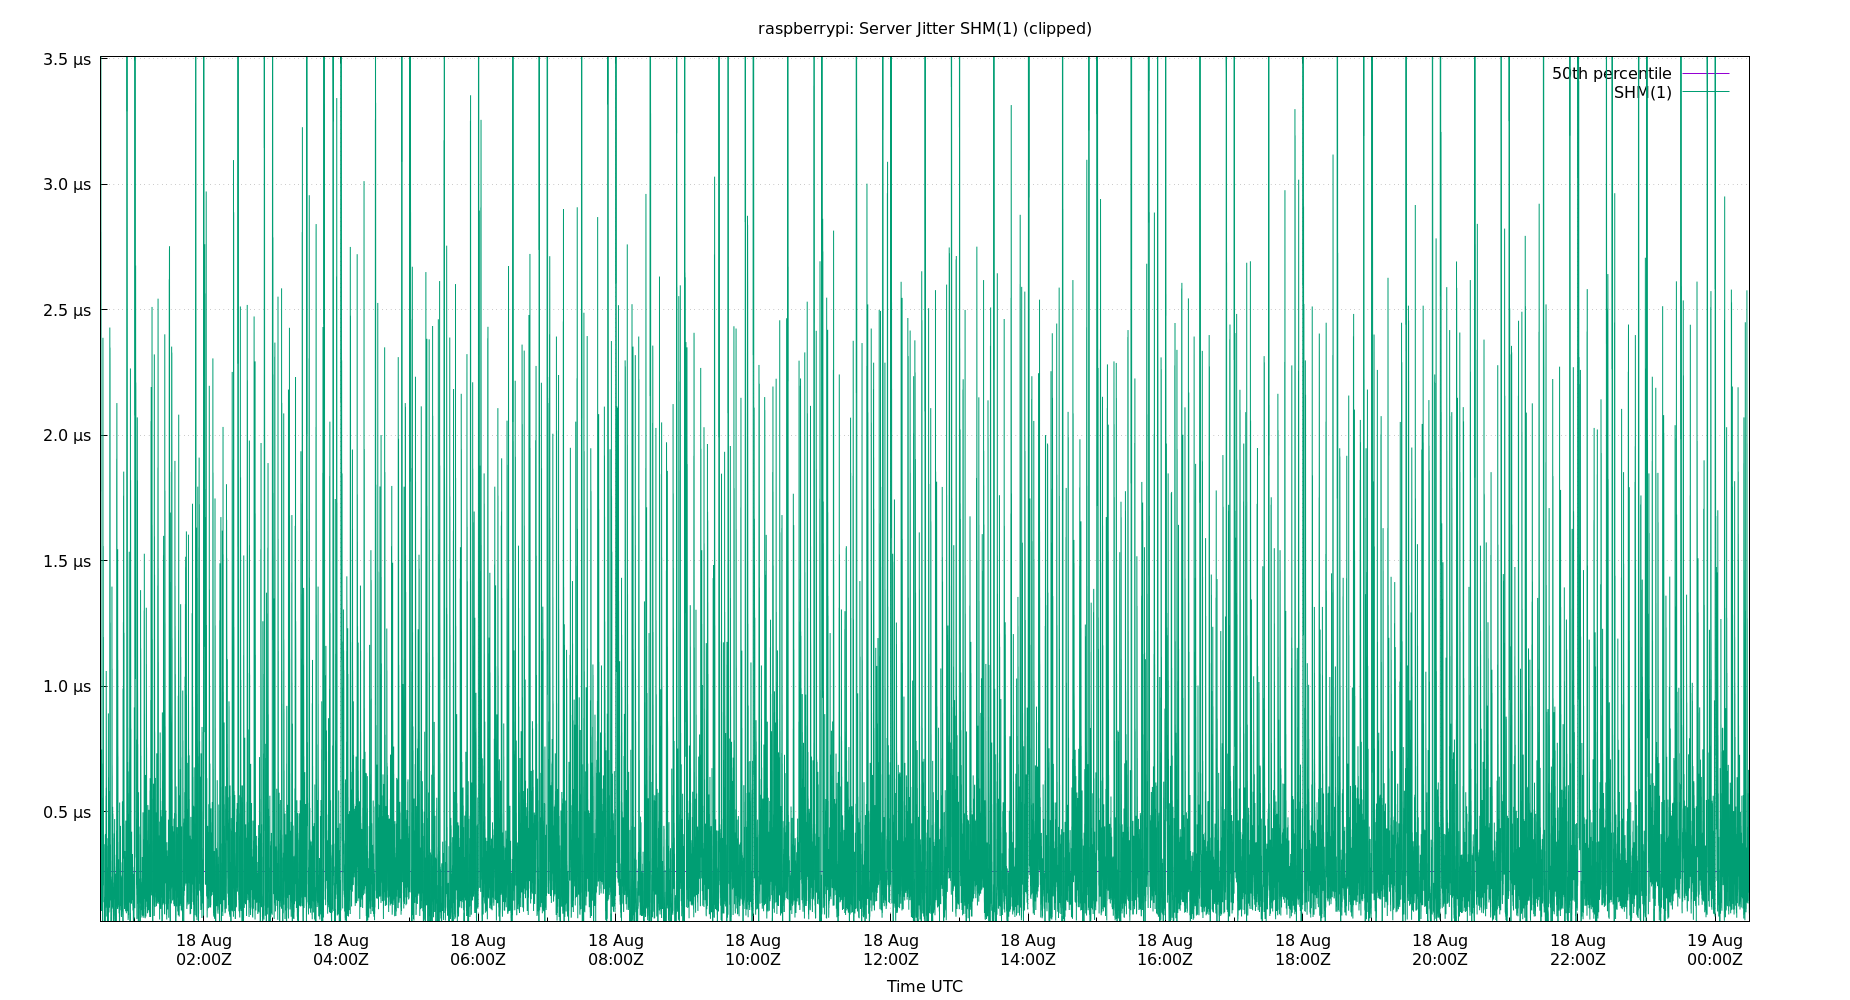 raspberrypi: Server Jitter SHM(1) (clipped)
3.5 µs
3.0 µs
2.5 µs
2.0 µs
1.5 µs
1.0 µs
0.5 µs
50th percentile
SHM(1)
18 Aug 18 Aug 18 Aug 18 Aug 18 Aug 18 Aug 18 Aug 18 Aug 18 Aug 18 Aug 18 Aug 19 Aug
02:00Z 04:00Z 06:00Z 08:00Z 10:00Z 12:00Z 14:00Z 16:00Z 18:00Z 20:00Z 22:00Z 00:00Z
Time UTC